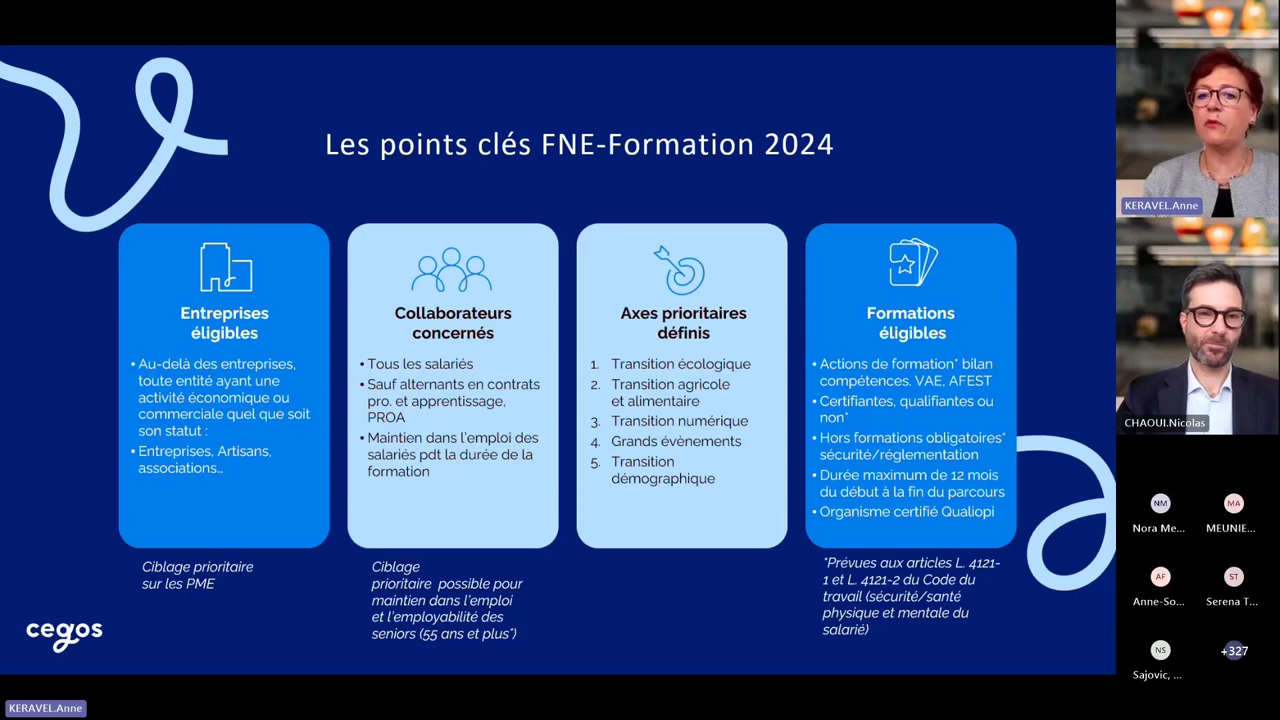 Les points clés FNE-Formation 2024
Entreprises
éligibles
• Au-delà des entreprises,
toute entité ayant une
activité économique ou
commerciale quel que soit
son statut :
• Entreprises, Artisans,
associations...
Ciblage prioritaire
sur les PME
Collaborateurs
concernés
• Tous les salariés
• Sauf alternants en contrats
pro. et apprentissage,
PROA
• Maintien dans l'emploi des
salariés pdt la durée de la
formation
Ciblage
prioritaire possible pour
maintien dans l'emploi
et l'employabilité des
seniors (55 ans et plus*)
Axes prioritaires
définis
1. Transition écologique
2. Transition agricole
et alimentaire
3. Transition numérique
4. Grands évènements
5. Transition
démographique
Formations
éligibles
• Actions de formation* bilan
compétences. VAE, AFEST
• Certifiantes, qualifiantes ou
non*
• Hors formations obligatoires*
sécurité/réglementation
• Durée maximum de 12 mois
du début à la fin du parcours
• Organisme certifié Qualiopi
*Prévues aux articles L. 4121-
1 et L. 4121-2 du Code du
travail (sécurité/santé
physique et mentale du
salarié)
cegos
KERAVEL.Anne
KERAVEL.Anne
CHAOUI.Nicolas
NM
MA
Nora Me...
MEUNIE...
AF
ST
Anne-So...
Serena T...
NS
+327
Sajovic, ...